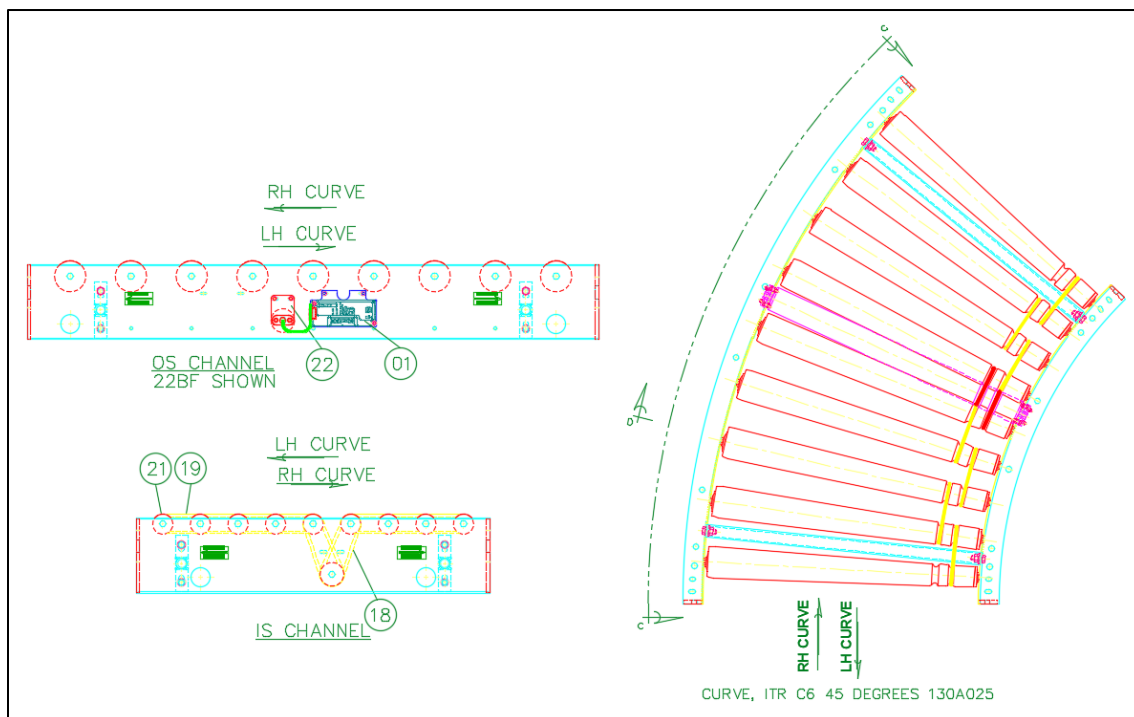 RH CURVE
LH CURVE
OS CHANNEL
22BF SHOWN
22
01
LH CURVE
RH CURVE
21
19
18
IS CHANNEL
C
D
C
RH CURVE
LH CURVE
CURVE, ITR C6 45 DEGREES 130A025